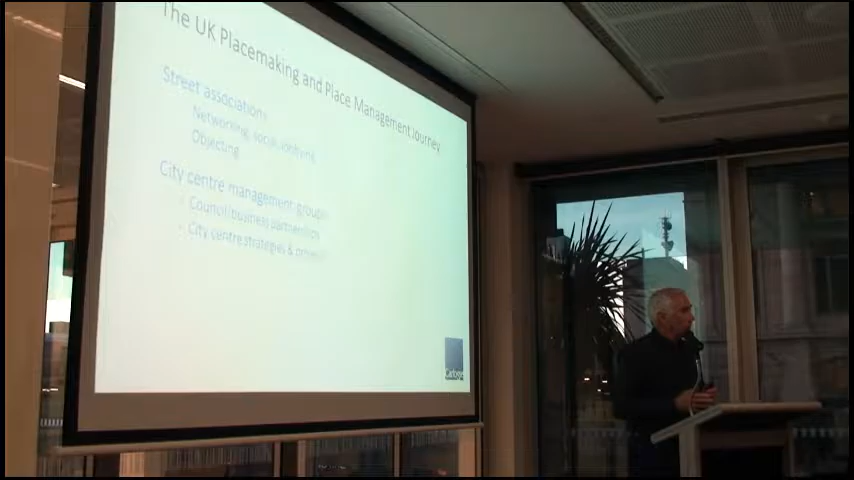 The UK Placemaking and Place Management Journey
Street associations
Networking, social, lobbying
Objecting
City centre management groups
Council/business partnerships
City centre strategies &
Carbge